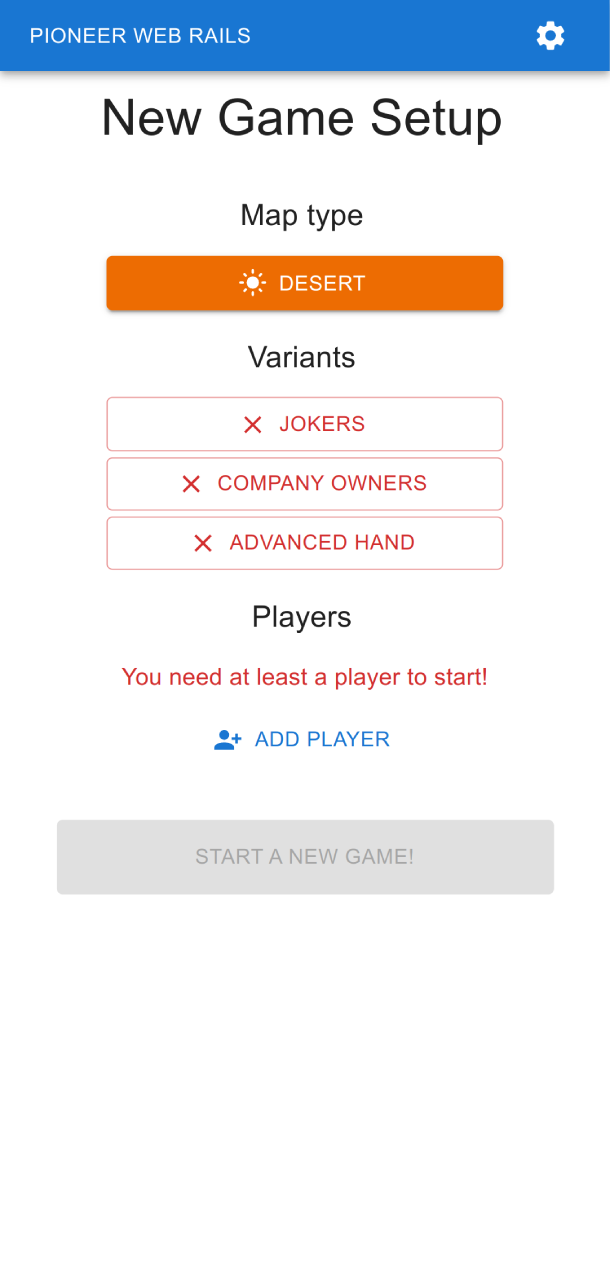 PIONEER WEB RAILS
New Game Setup
Map type
DESERT
Variants
JOKERS
COMPANY OWNERS
ADVANCED HAND
Players
You need at least a player to start!
ADD PLAYER
START A NEW GAME!